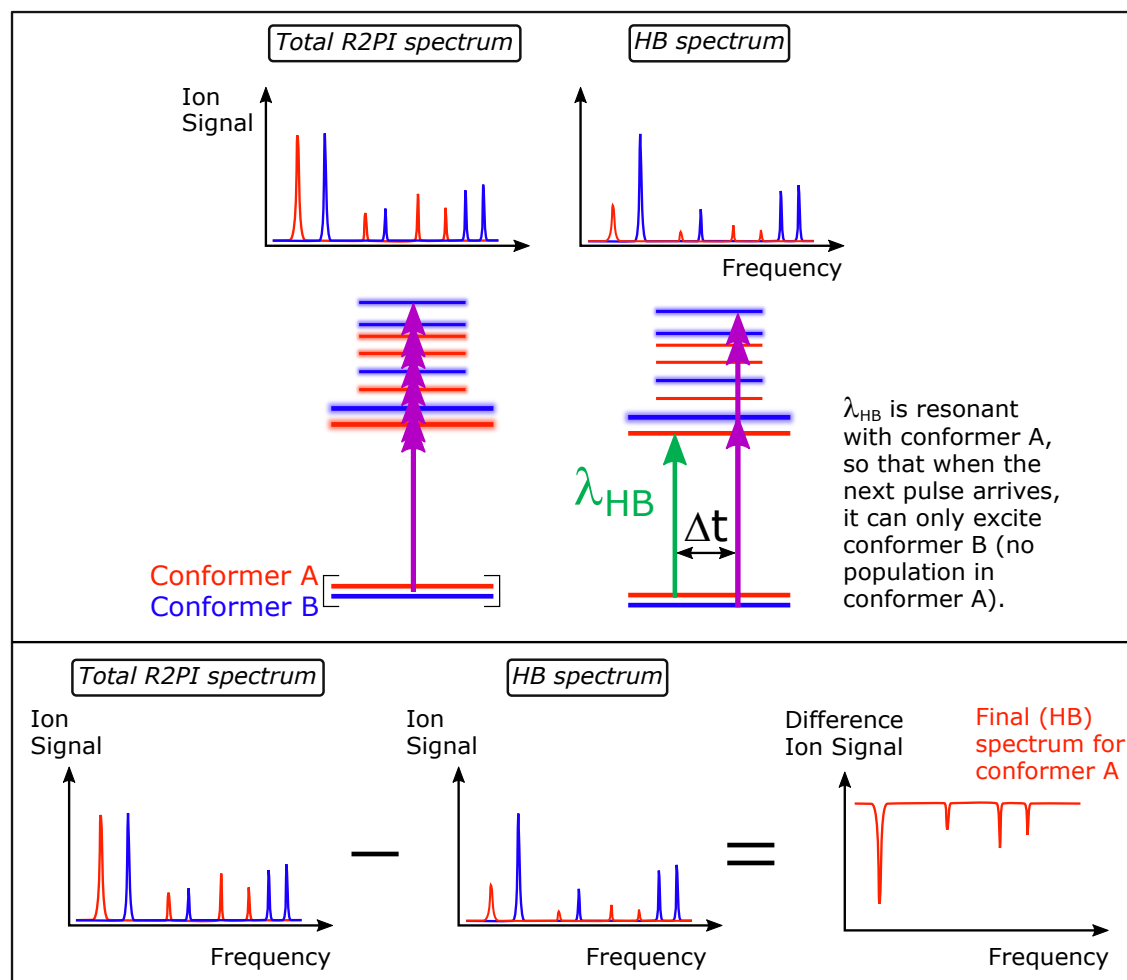 Total R2PI spectrum
HB spectrum
Ion
Signal
Frequency
λHB
Δt
λHB is resonant
with conformer A,
so that when the
next pulse arrives,
it can only excite
conformer B (no
population in
conformer A).
Conformer A
Conformer B
Total R2PI spectrum
HB spectrum
Ion
Signal
Frequency
Ion
Signal
Frequency
Difference
Ion Signal
Final (HB)
spectrum for
conformer A
Frequency